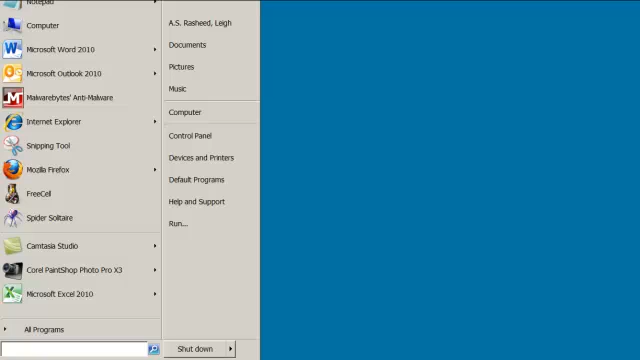 Notepad
Computer
Microsoft Word 2010
Microsoft Outlook 2010
Malwarebytes' Anti-Malware
Internet Explorer
Snipping Tool
Mozilla Firefox
FreeCell
Spider Solitaire
Camtasia Studio
Corel PaintShop Photo Pro X3
Microsoft Excel 2010
All Programs
A.S. Rasheed, Leigh
Documents
Pictures
Music
Computer
Control Panel
Devices and Printers
Default Programs
Help and Support
Run...
Shut down